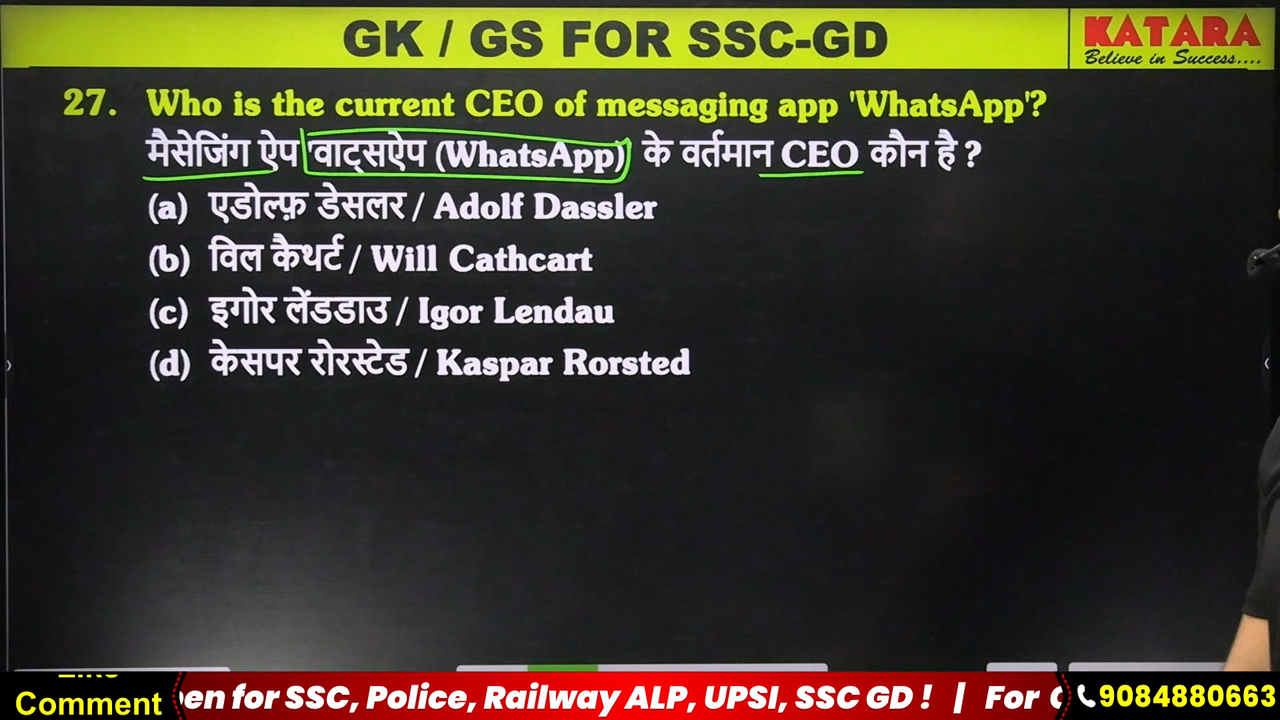 GK / GS FOR SSC-GD
KATARA
Believe in Success....
27. Who is the current CEO of messaging app 'WhatsApp'?
मैसेजिंग ऐप 'वाट्सऐप (WhatsApp)' के वर्तमान CEO कौन है ?
(a) एडोल्फ़ डेसलर / Adolf Dassler
(b) विल कैथर्ट / Will Cathcart
(c) इगोर लेंडडाउ / Igor Lendau
(d) केसपर रोरस्टेड / Kaspar Rorsted
Comment
en for SSC, Police, Railway ALP, UPSI, SSC GD ! | For
9084880663